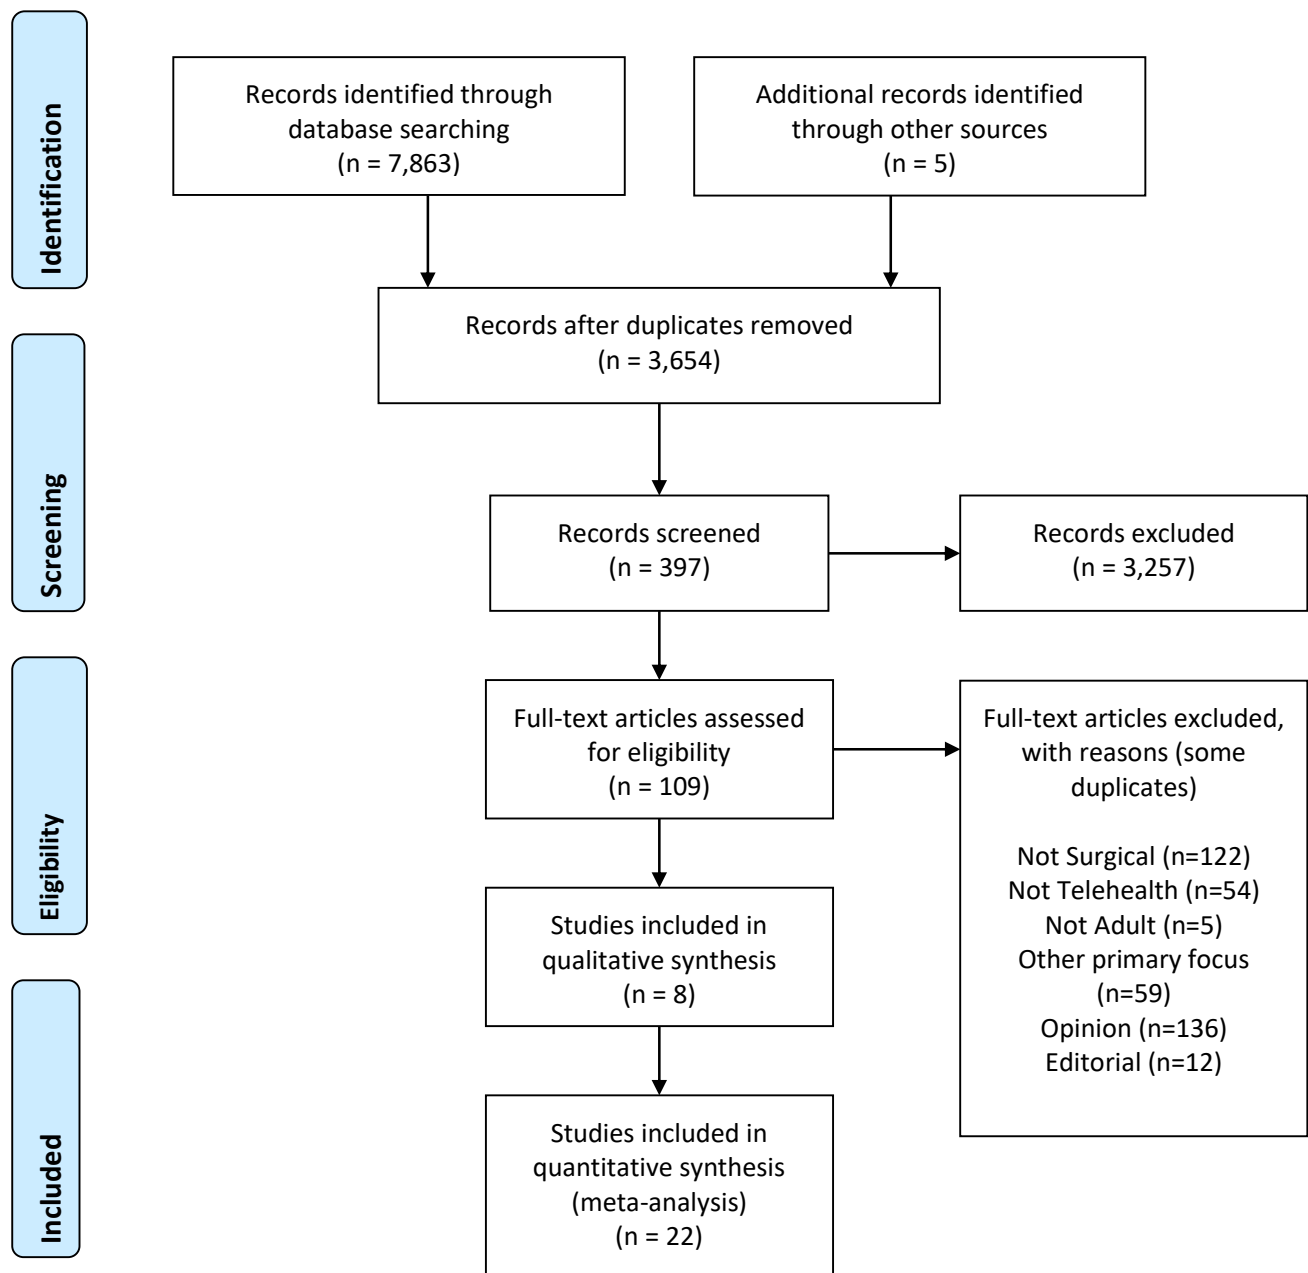 Identification
Records identified through
database searching
(n = 7,863)
Additional records identified
through other sources
(n = 5)
Records after duplicates removed
(n = 3,654)
Screening
Records screened
(n = 397)
Records excluded
(n = 3,257)
Eligibility
Full-text articles assessed
for eligibility
(n = 109)
Full-text articles excluded,
with reasons (some
duplicates)
Not Surgical (n=122)
Not Telehealth (n=54)
Not Adult (n=5)
Other primary focus
(n=59)
Opinion (n=136)
Editorial (n=12)
Studies included in
qualitative synthesis
(n = 8)
Included
Studies included in
quantitative synthesis
(meta-analysis)
(n = 22)